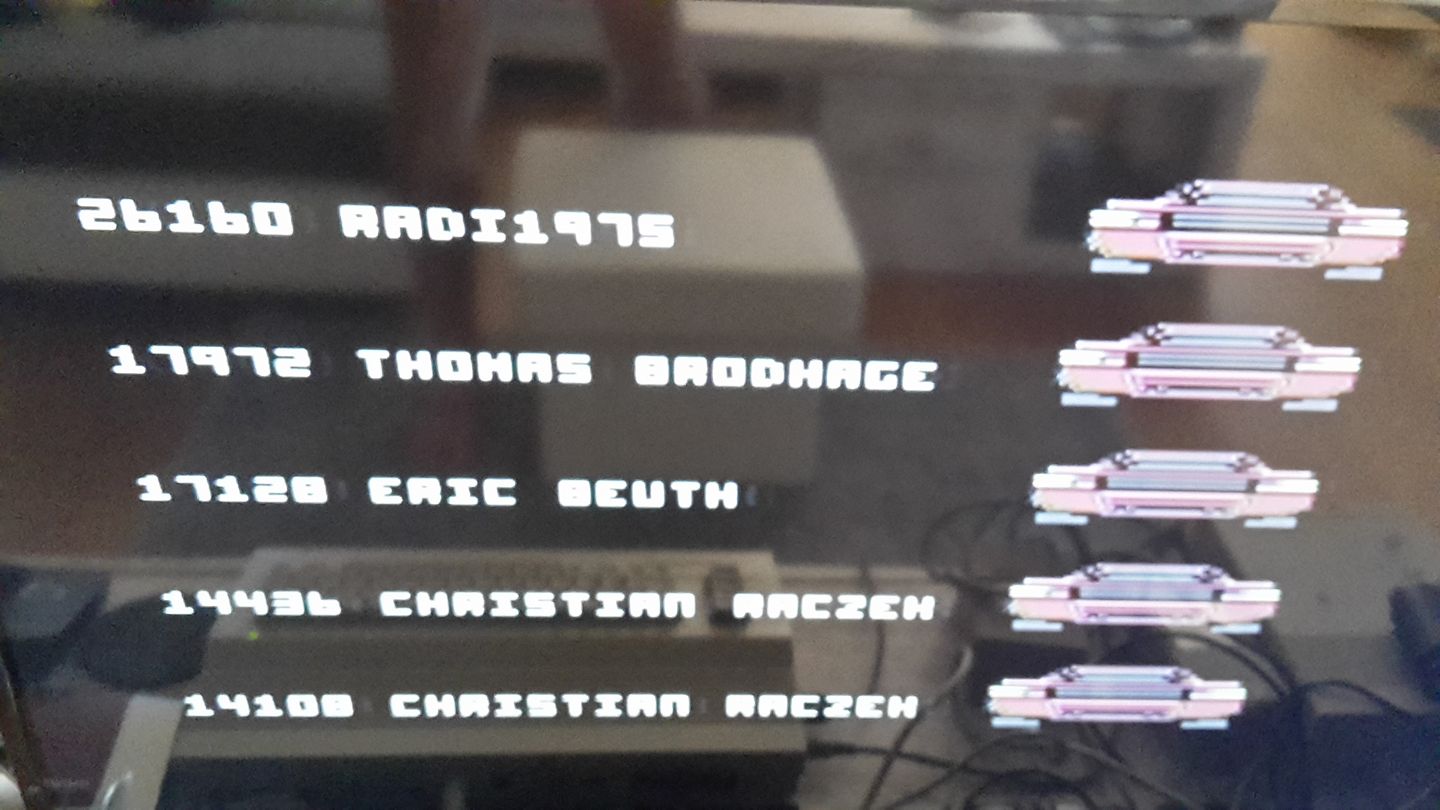 26160 RADI1975
17972 THOMAS BRODHAGE
17128 ERIC BEUTH
14436 CHRISTIAN RACZEK
14108 CHRISTIAN RACZEK